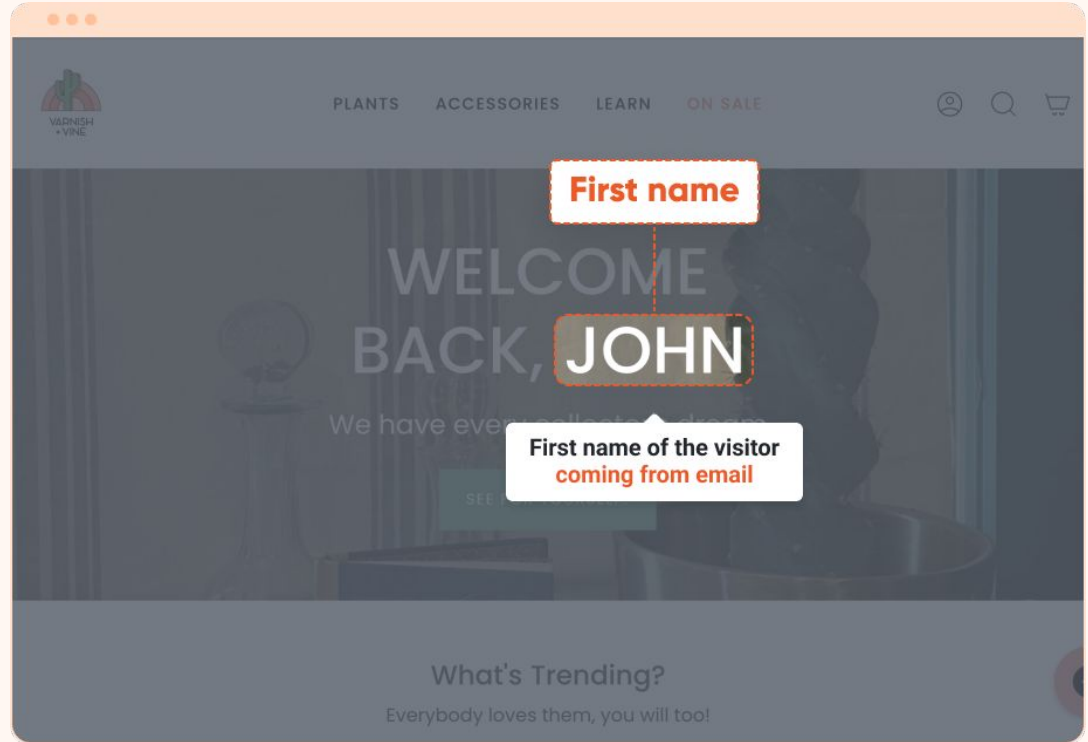 VARNISH
+ VINE
PLANTS ACCESSORIES LEARN ON SALE
First name
WELCOME
BACK, JOHN
We have every
First name of the visitor
coming from email
SEE
What's Trending?
Everybody loves them, you will too!